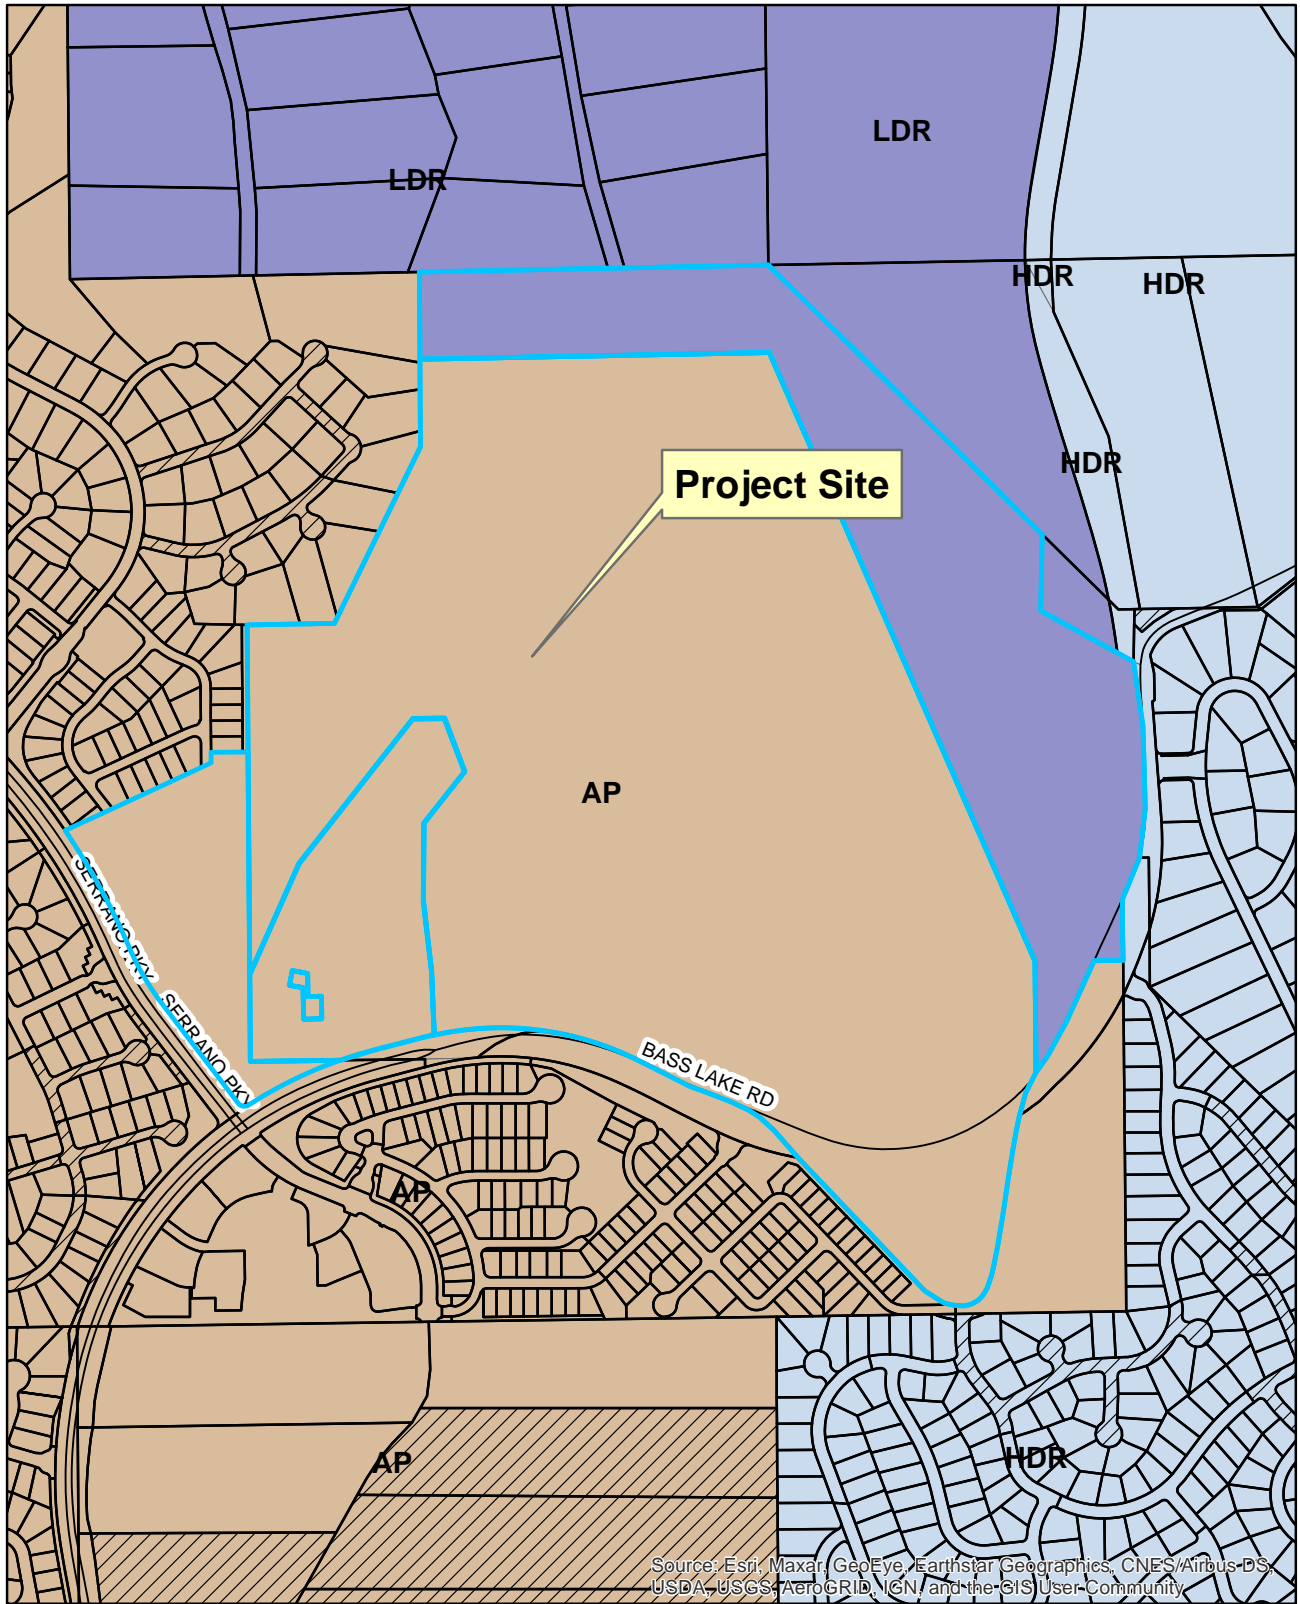 LDR
LDR
HDR
HDR
HDR
Project Site
AP
SERRANO PKY
SERRANO PKY
BASS LAKE RD
AP
AP
HDR
Source: Esri, Maxar, GeoEye, Earthstar Geographics, CNES/Airbus DS,
USDA, USGS, AeroGRID, IGN, and the GIS User Community